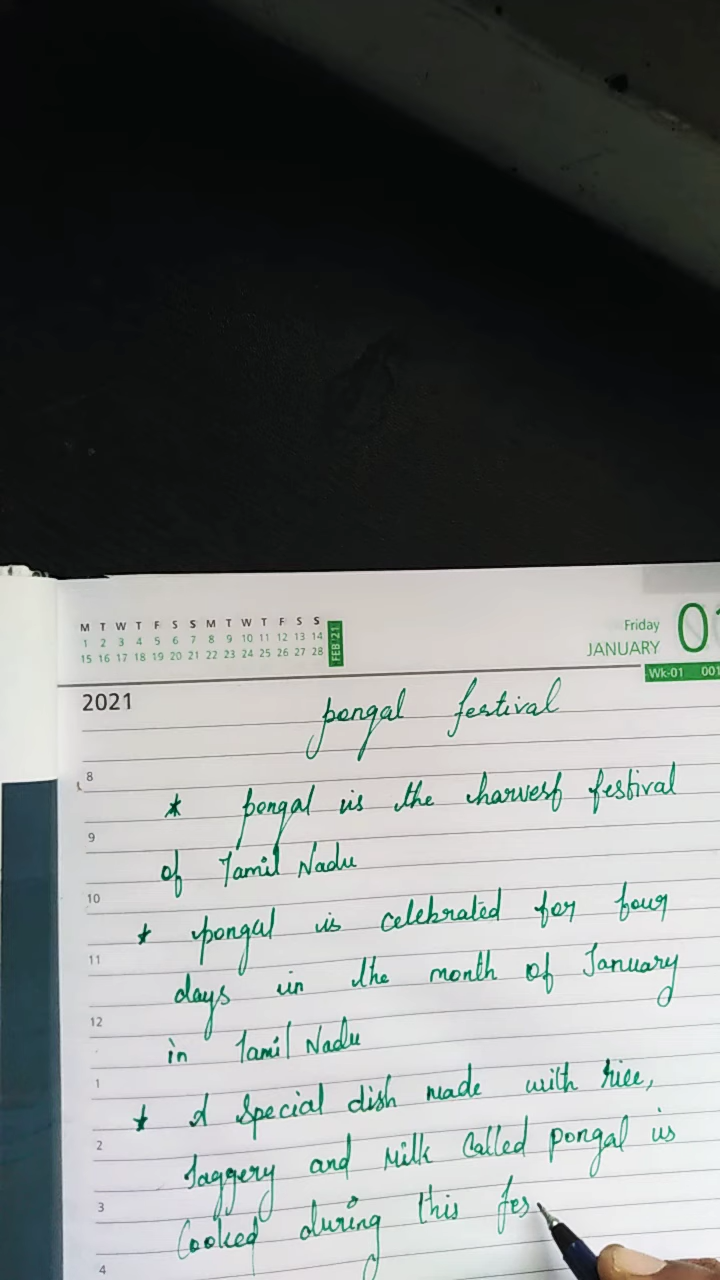 M T W T F S S M T W T F S S
1 2 3 4 5 6 7 8 9 10 11 12 13 14
15 16 17 18 19 20 21 22 23 24 25 26 27 28
FEB '21
Friday
JANUARY
01
Wk-01 001
2021
pongal festival
8
* pongal is the harvest festival
9
of Tamil Nadu
10
* pongal is celebrated for four
11
days in the month of January
12
in Tamil Nadu
1
* A Special dish made with rice,
2
Jaggery and Milk Called pongal is
3
Cooked during this fes
4